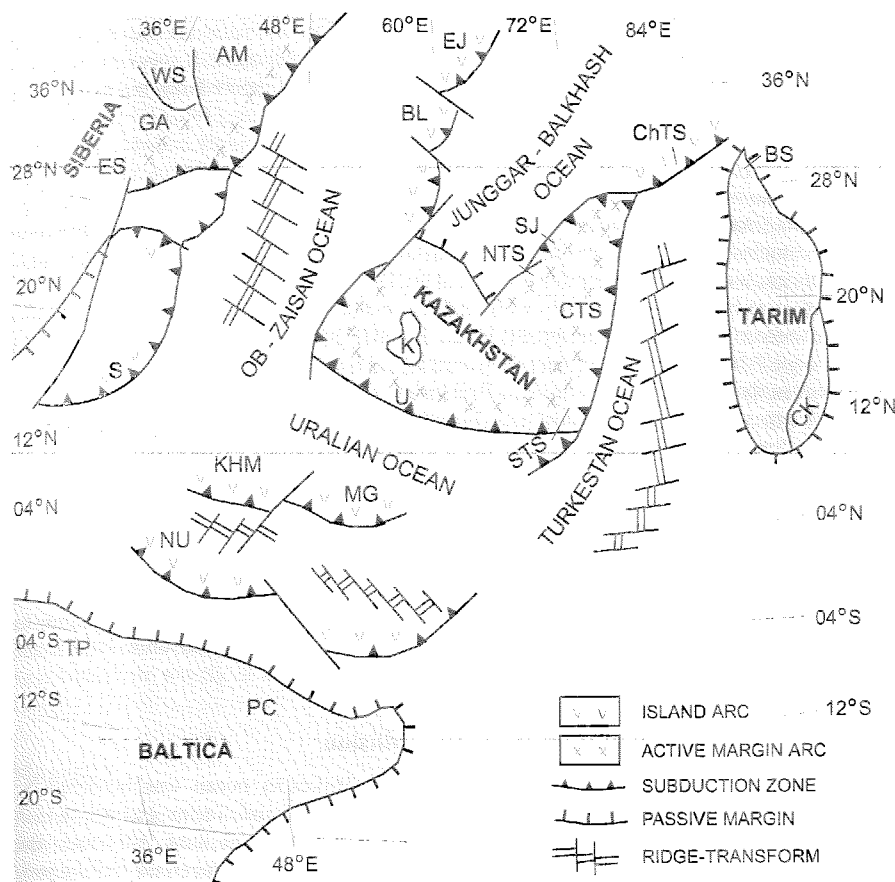 36°E
48°E
60°E
72°E
84°E
AM
EJ
WS
36°N
36°N
GA
BL
ChTS
SIBERIA
ES
JUNGGAR - BALKHASH
OCEAN
BS
28°N
28°N
SJ
NTS
OB - ZAISAN OCEAN
20°N
20°N
KAZAKHSTAN
CTS
TARIM
K
S
U
CK
12°N
12°N
URALIAN OCEAN
STS
TURKESTAN OCEAN
KHM
MG
04°N
04°N
NU
04°S
04°S
TP
12°S
PC
12°S
ISLAND ARC
BALTICA
ACTIVE MARGIN ARC
20°S
SUBDUCTION ZONE
PASSIVE MARGIN
36°E
48°E
RIDGE-TRANSFORM